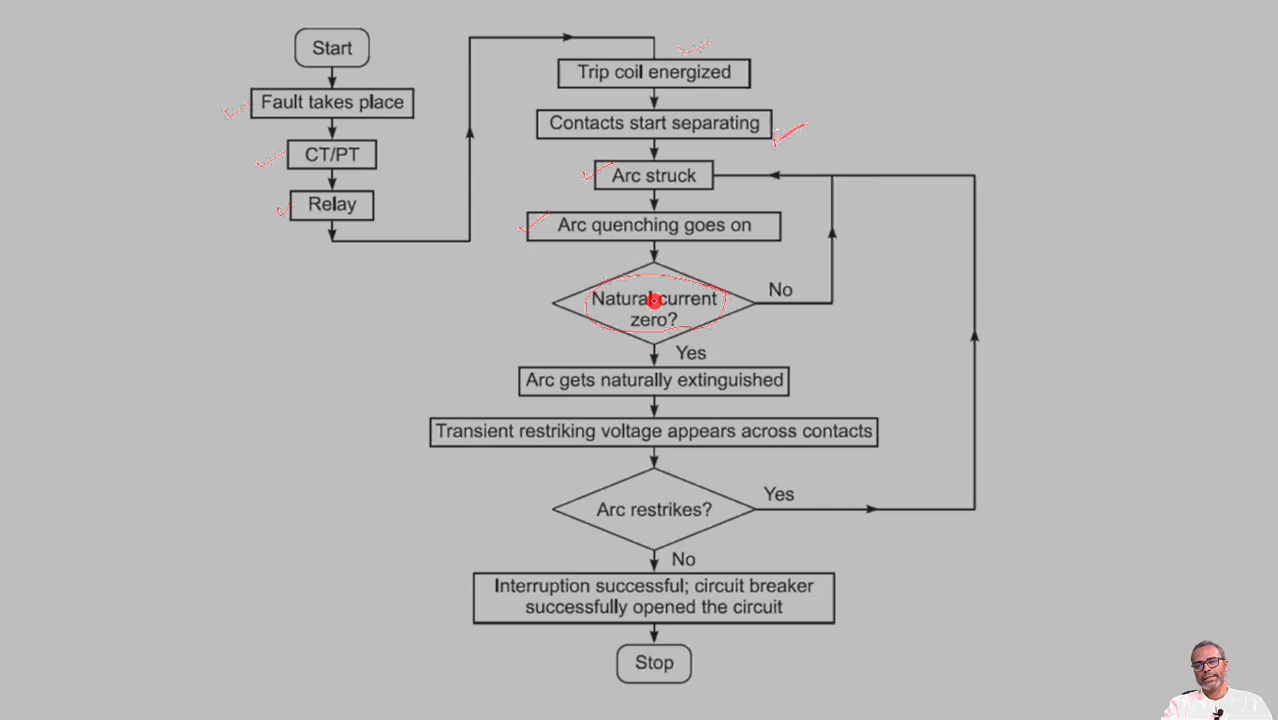 Start
Fault takes place
CT/PT
Relay
Trip coil energized
Contacts start separating
Arc struck
Arc quenching goes on
Natural current
zero?
No
Yes
Arc gets naturally extinguished
Transient restriking voltage appears across contacts
Arc restrikes?
Yes
No
Interruption successful; circuit breaker
successfully opened the circuit
Stop